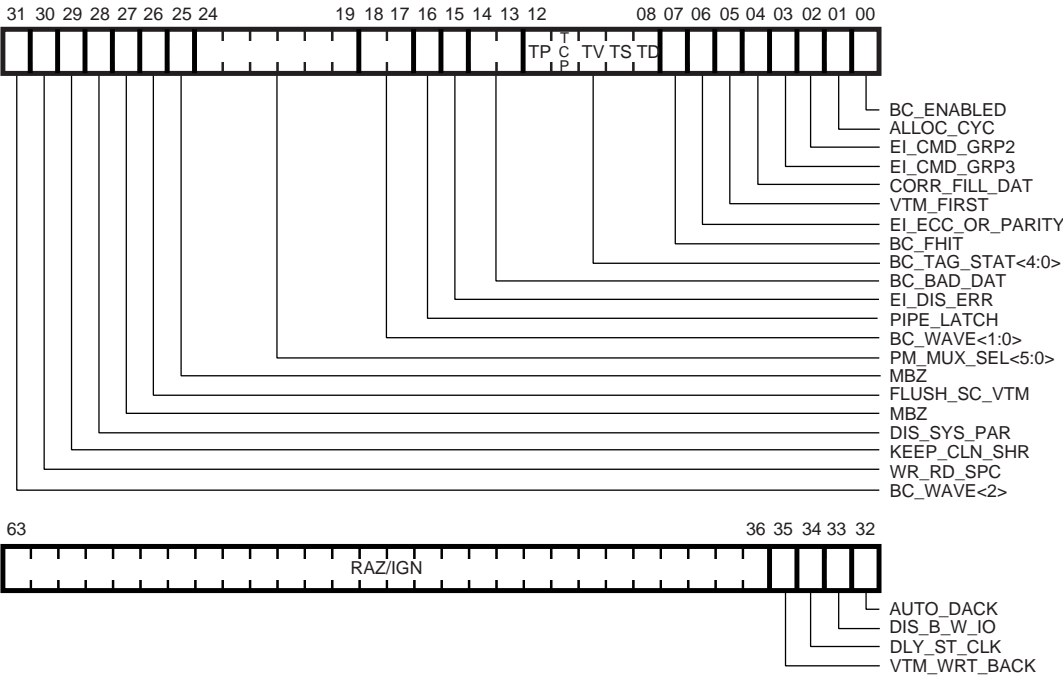 31 30 29 28 27 26 25 24 19 18 17 16 15 14 13 12 08 07 06 05 04 03 02 01 00
TP TCP TV TS TD
BC_ENABLED
ALLOC_CYC
EI_CMD_GRP2
EI_CMD_GRP3
CORR_FILL_DAT
VTM_FIRST
EI_ECC_OR_PARITY
BC_FHIT
BC_TAG_STAT<4:0>
BC_BAD_DAT
EI_DIS_ERR
PIPE_LATCH
BC_WAVE<1:0>
PM_MUX_SEL<5:0>
MBZ
FLUSH_SC_VTM
MBZ
DIS_SYS_PAR
KEEP_CLN_SHR
WR_RD_SPC
BC_WAVE<2>
63 36 35 34 33 32
RAZ/IGN
AUTO_DACK
DIS_B_W_IO
DLY_ST_CLK
VTM_WRT_BACK